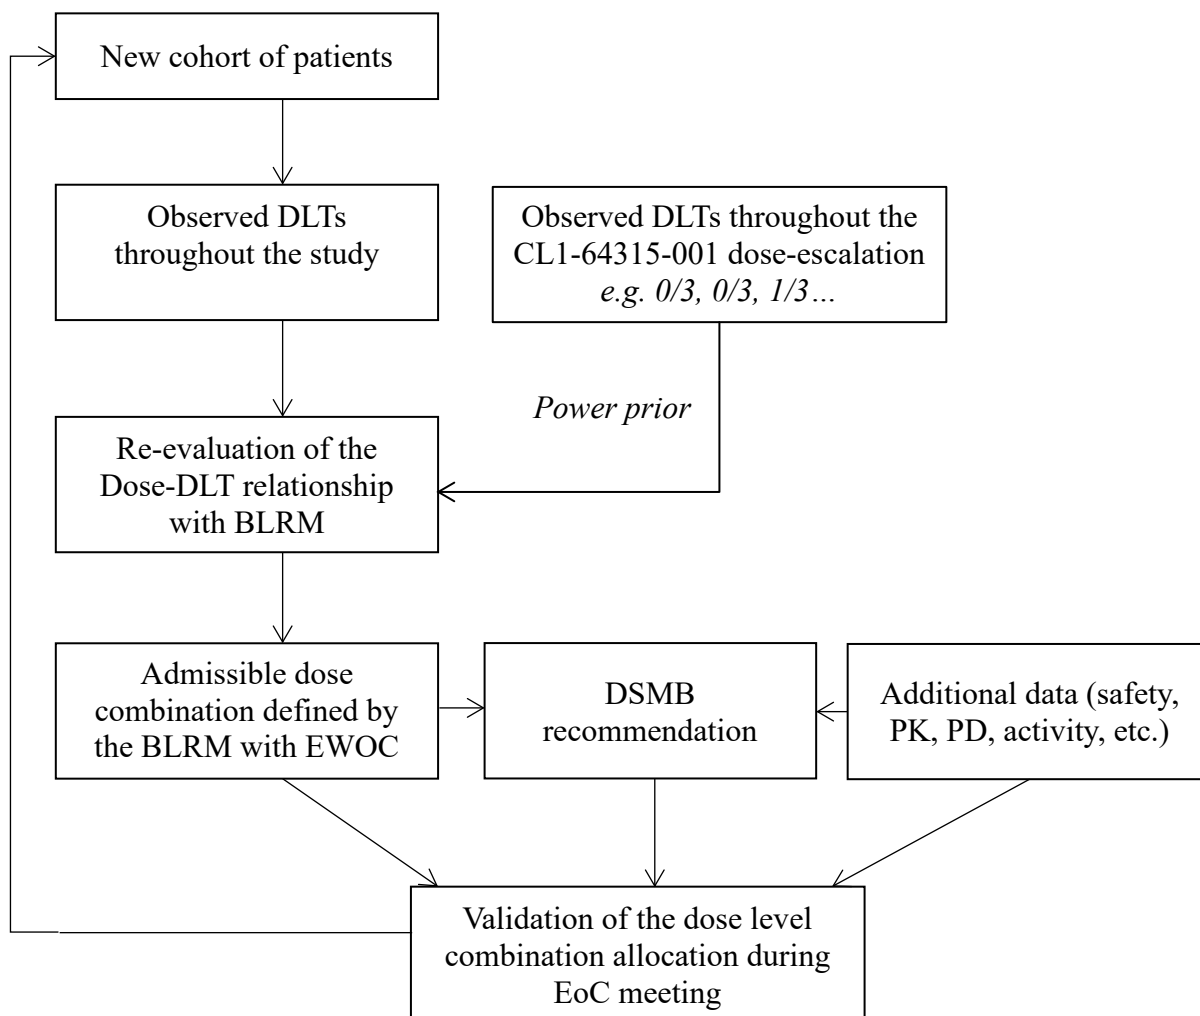 New cohort of patients
Observed DLTs
throughout the study
Observed DLTs throughout the
CL1-64315-001 dose-escalation
e.g. 0/3, 0/3, 1/3…
Power prior
Re-evaluation of the
Dose-DLT relationship
with BLRM
Admissible dose
combination defined by
the BLRM with EWOC
DSMB
recommendation
Additional data (safety,
PK, PD, activity, etc.)
Validation of the dose level
combination allocation during
EoC meeting